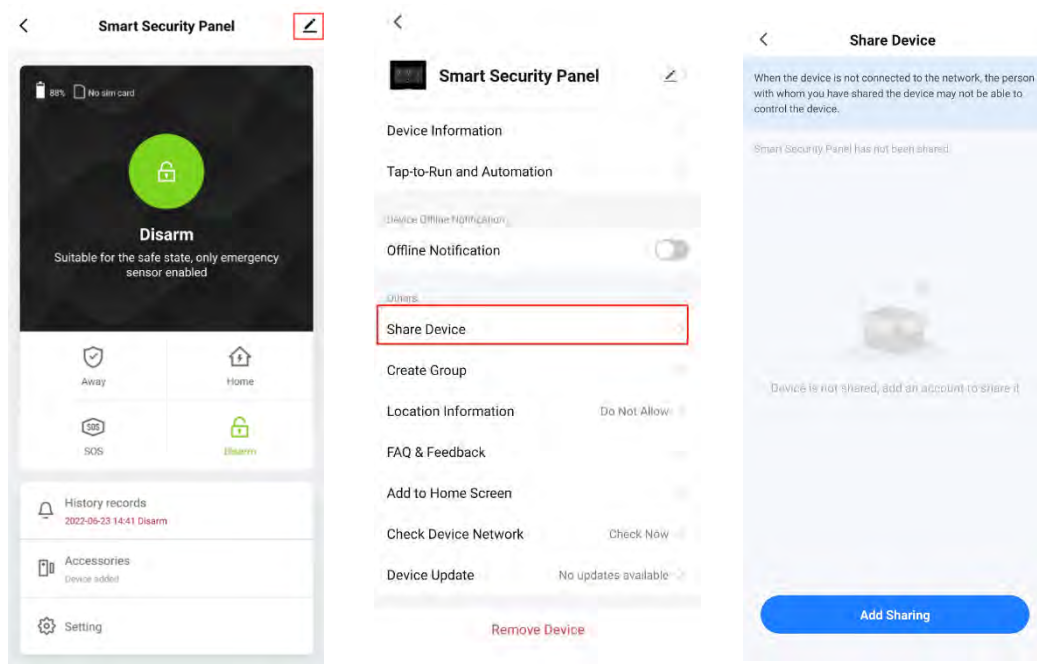 Smart Security Panel
88% No sim card
Disarm
Suitable for the safe state, only emergency
sensor enabled
Away
Home
SOS
SOS
Disarm
History records
2022-06-23 14:41 Disarm
Accessories
Device added
Setting
Smart Security Panel
Device Information
Tap-to-Run and Automation
Device Offline Notification
Offline Notification
Others
Share Device
Create Group
Location Information Do Not Allow
FAQ & Feedback
Add to Home Screen
Check Device Network Check Now
Device Update No updates available
Remove Device
Share Device
When the device is not connected to the network, the person
with whom you have shared the device may not be able to
control the device.
Smart Security Panel has not been shared
Device is not shared, add an account to share it
Add Sharing